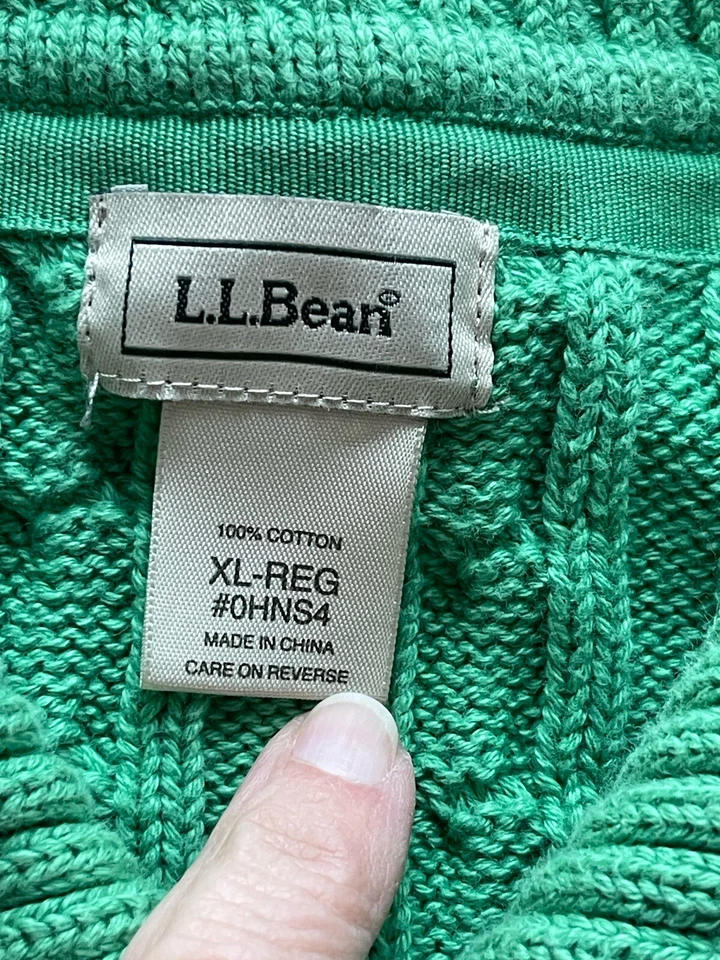 L.L.Bean®
100% COTTON
XL-REG
#0HNS4
MADE IN CHINA
CARE ON REVERSE